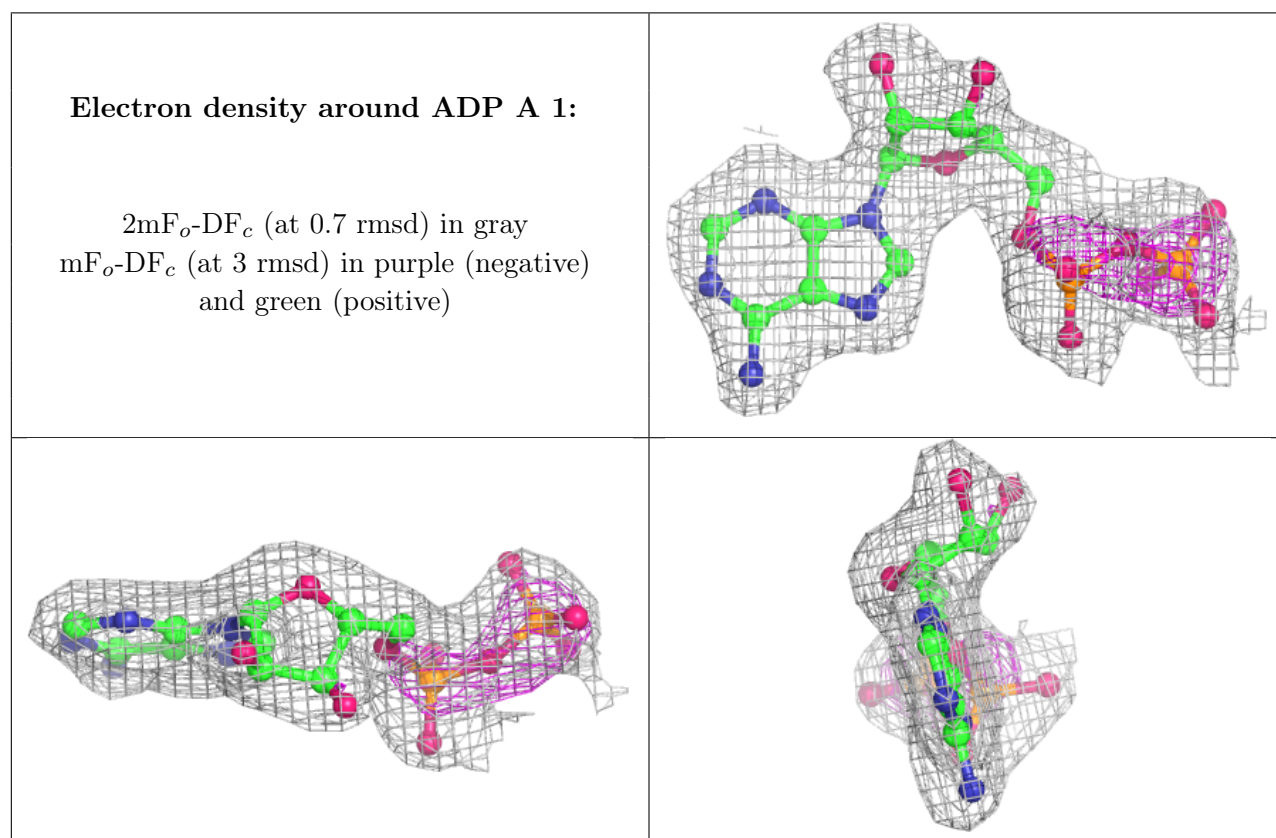 Electron density around ADP A 1:
2mFo-DFc (at 0.7 rmsd) in gray
mFo-DFc (at 3 rmsd) in purple (negative)
and green (positive)